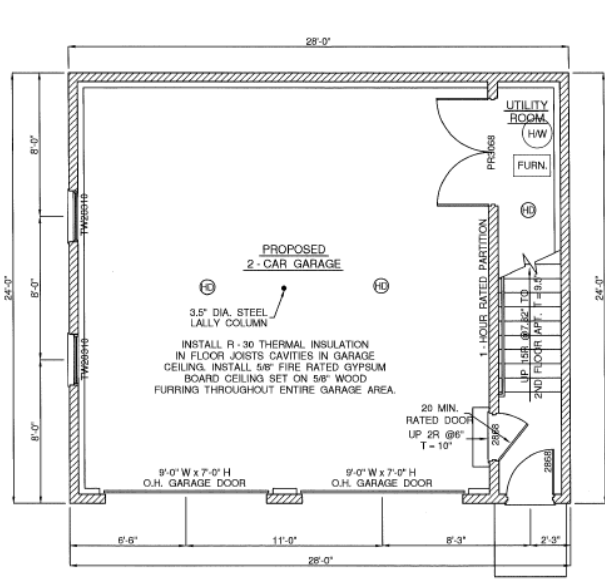 28'-0"
UTILITY
ROOM
H/W
FURN.
HD
PR3068
8'-0"
TW28310
24'-0"
24'-0"
PROPOSED
2 - CAR GARAGE
HD
HD
3.5" DIA. STEEL
LALLY COLUMN
8'-0"
1 - HOUR RATED PARTITION
UP 15R @7.82" TO
2ND FLOOR APT. T = 9.5"
INSTALL R - 30 THERMAL INSULATION
IN FLOOR JOISTS CAVITIES IN GARAGE
CEILING. INSTALL 5/8" FIRE RATED GYPSUM
BOARD CEILING SET ON 5/8" WOOD
FURRING THROUGHOUT ENTIRE GARAGE AREA.
TW28310
8'-0"
20 MIN.
RATED DOOR
UP 2R @6"
T = 10"
2868
2868
9'-0" W x 7'-0" H
O.H. GARAGE DOOR
9'-0" W x 7'-0" H
O.H. GARAGE DOOR
6'-6"
11'-0"
8'-3"
2'-3"
28'-0"